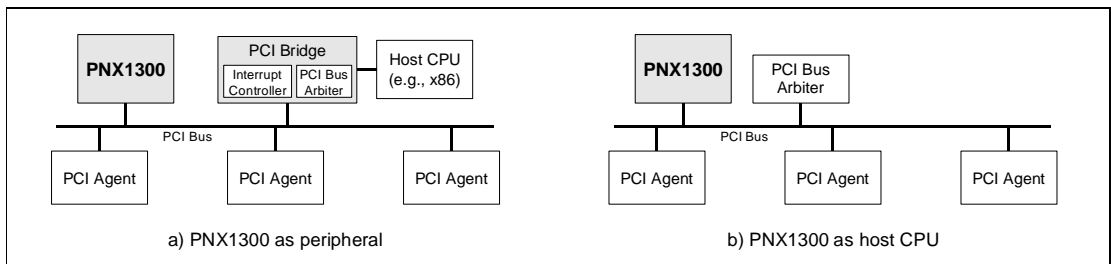 PNX1300
PCI Bridge
Interrupt
Controller
PCI Bus
Arbiter
Host CPU
(e.g., x86)
PCI Bus
PCI Agent
PCI Agent
PCI Agent
a) PNX1300 as peripheral
PNX1300
PCI Bus
Arbiter
PCI Bus
PCI Agent
PCI Agent
PCI Agent
b) PNX1300 as host CPU